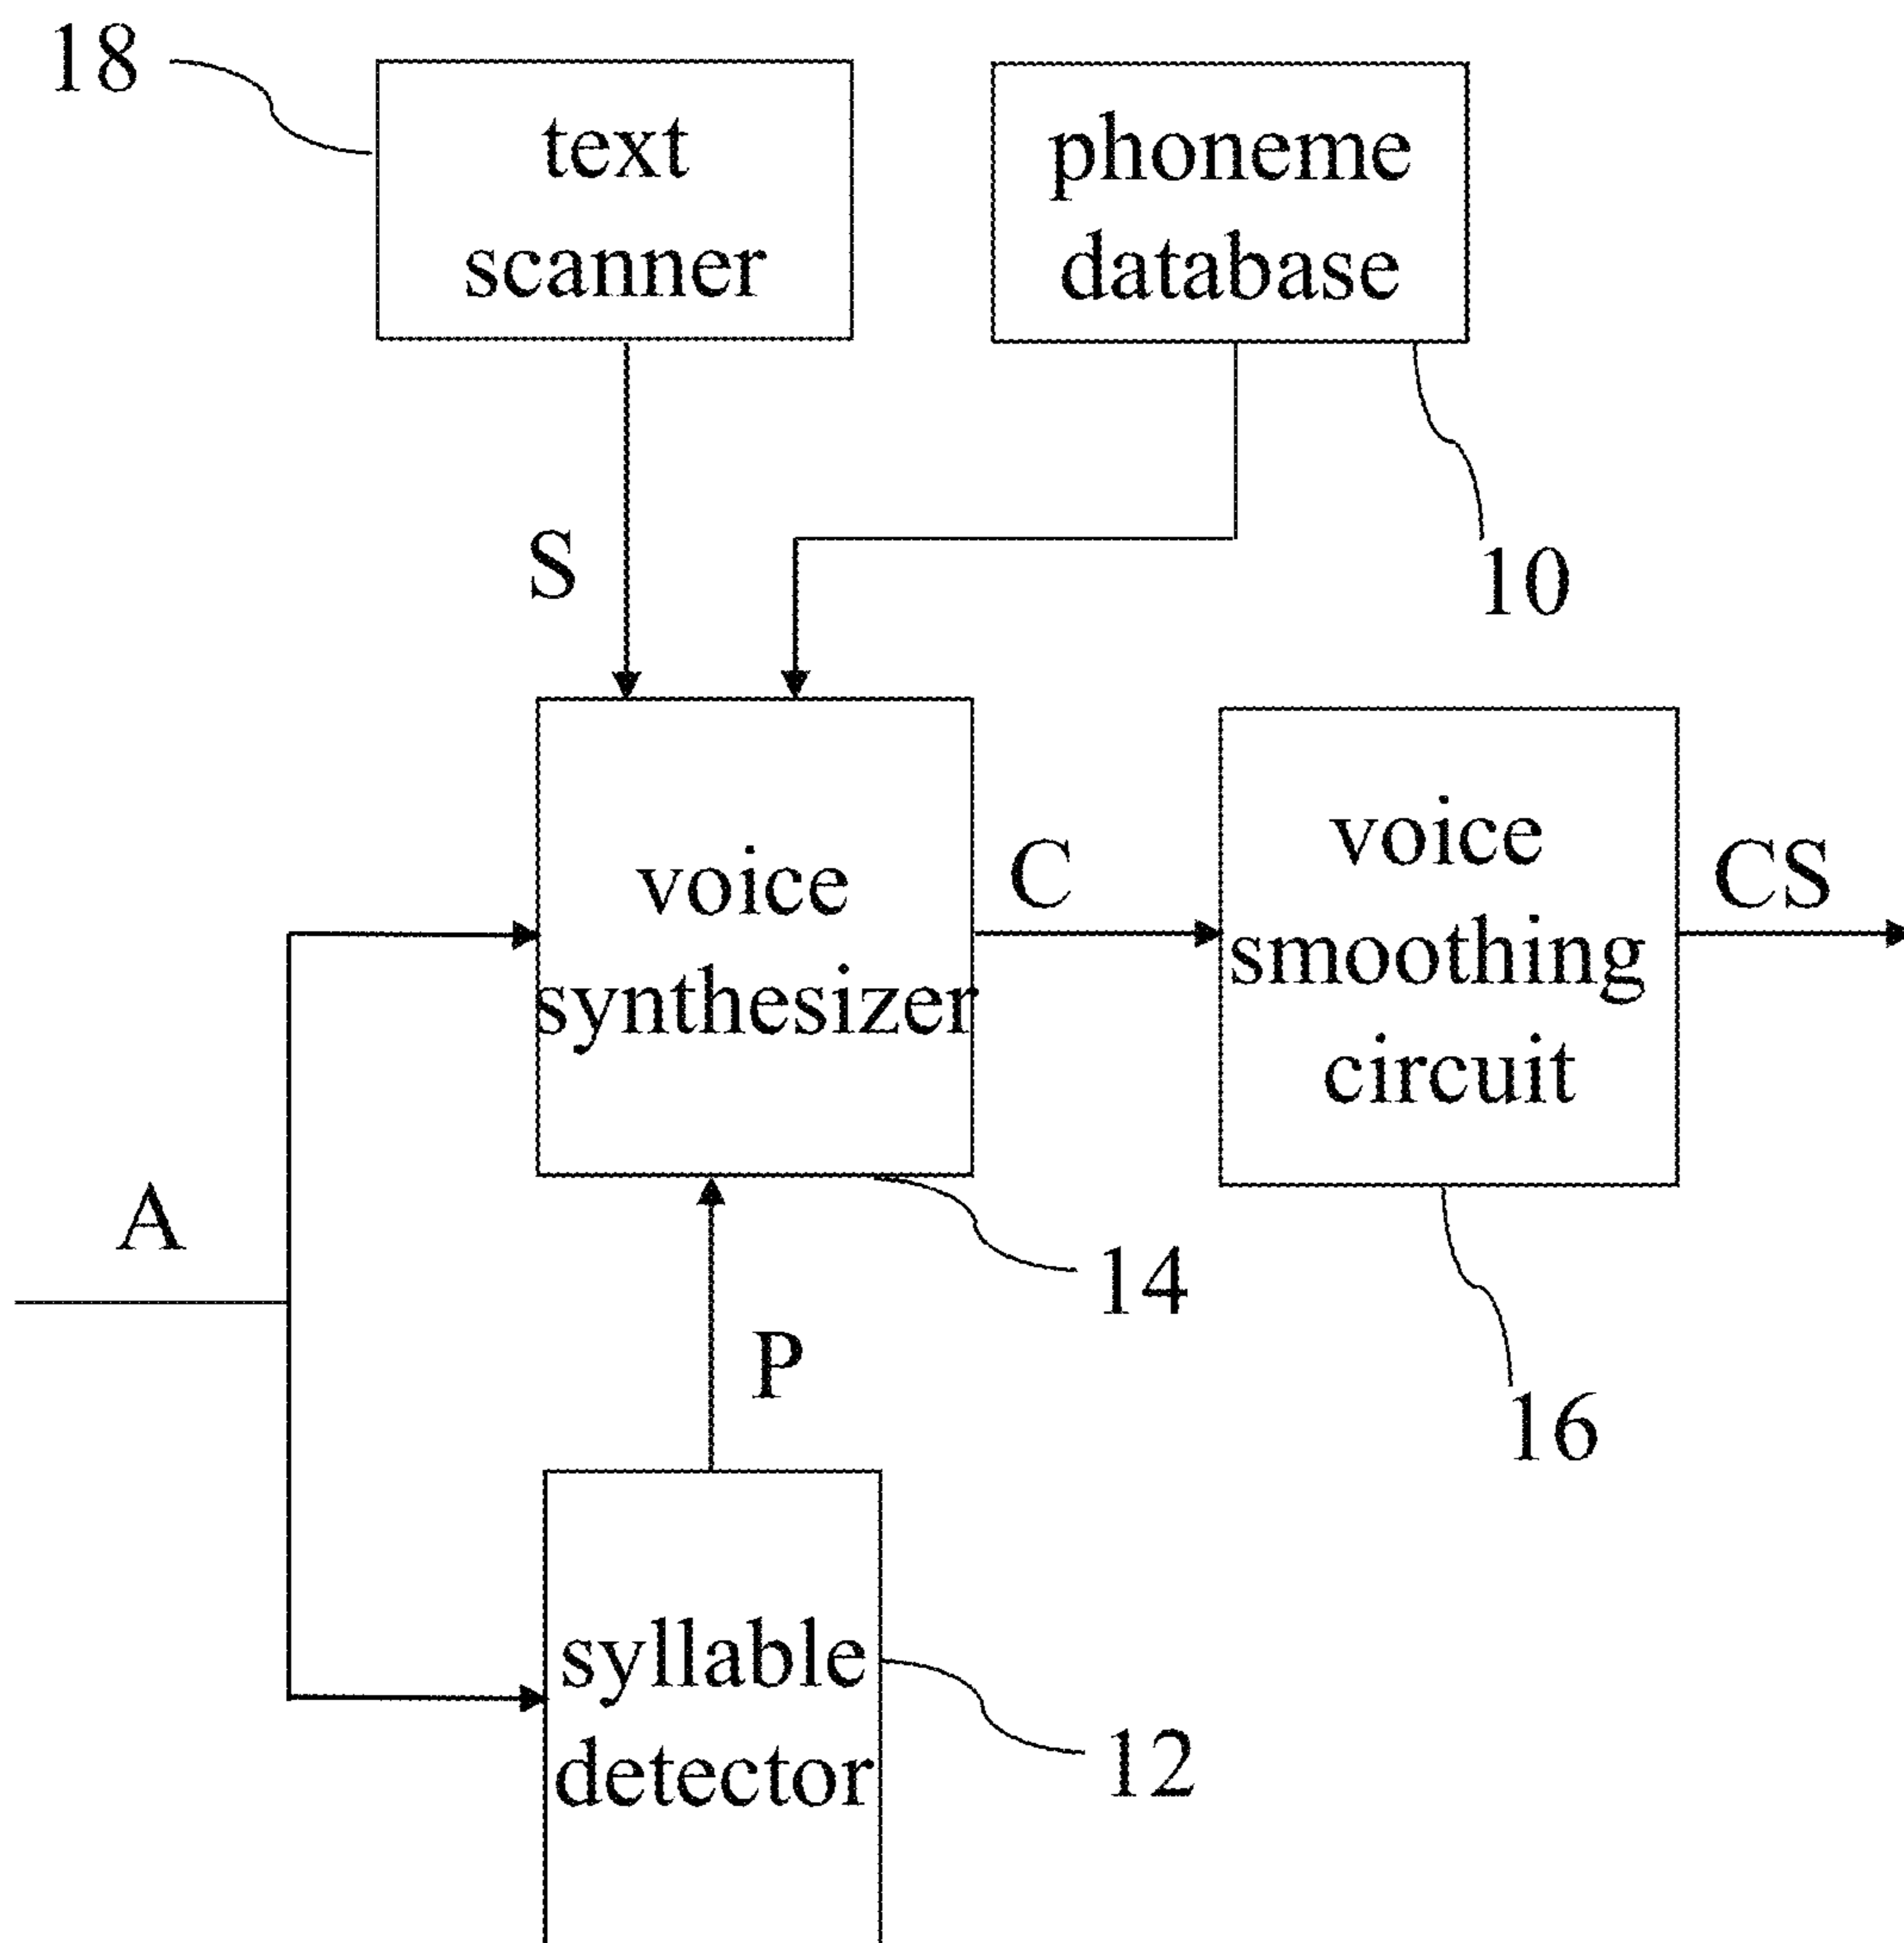 18
text
scanner
phoneme
database
S
10
voice
synthesizer
C
voice
smoothing
circuit
CS
A
14
P
16
syllable
detector
12